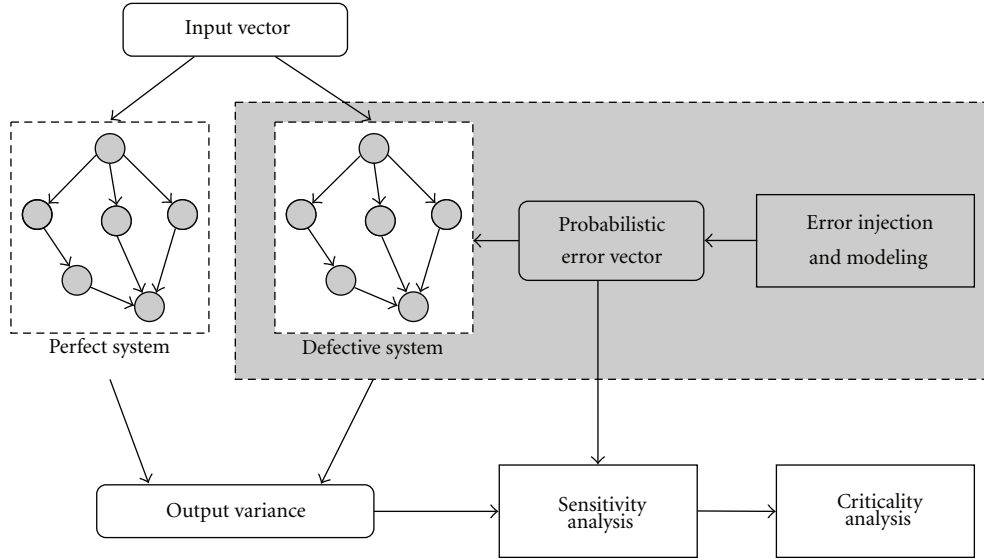 Input vector
Probabilistic
error vector
Error injection
and modeling
Perfect system
Defective system
Output variance
Sensitivity
analysis
Criticality
analysis